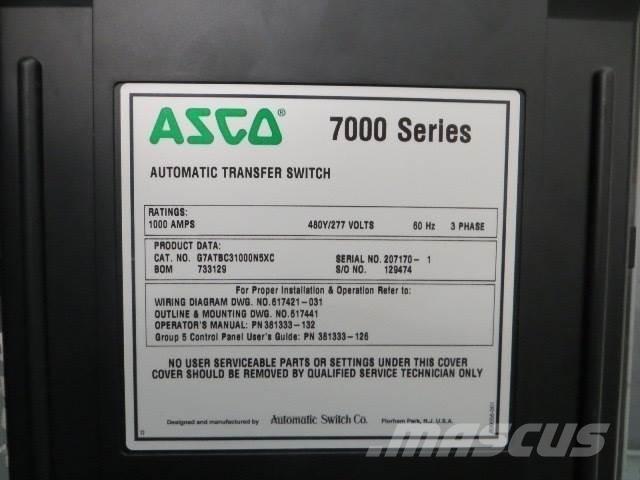 ASCO® 7000 Series
AUTOMATIC TRANSFER SWITCH
RATINGS:
1000 AMPS 480Y/277 VOLTS 60 Hz 3 PHASE
PRODUCT DATA:
CAT. NO. G7ATBC31000N5XC SERIAL NO. 207170-1
BOM 733129 S/O NO. 129474
For Proper Installation & Operation Refer to:
WIRING DIAGRAM DWG. NO.617421-031
OUTLINE & MOUNTING DWG. NO.617441
OPERATOR'S MANUAL: PN 381333-132
Group 5 Control Panel User's Guide: PN 381333-126
NO USER SERVICEABLE PARTS OR SETTINGS UNDER THIS COVER
COVER SHOULD BE REMOVED BY QUALIFIED SERVICE TECHNICIAN ONLY
Designed and manufactured by Automatic Switch Co. Florham Park, N.J. U.S.A.
MASCUS